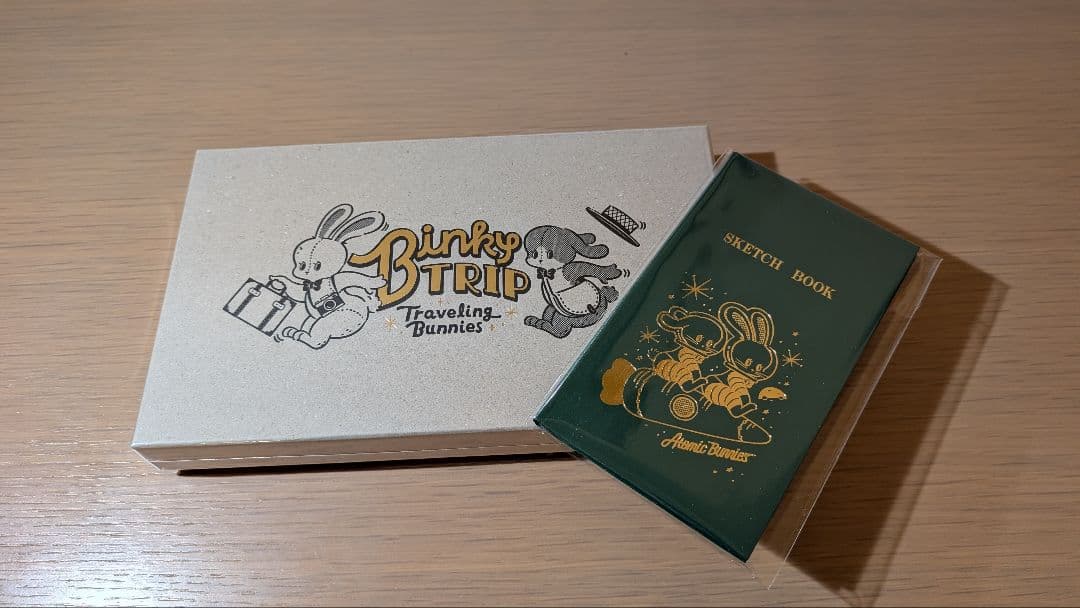 Binky
TRIP
Traveling
Bunnies
SKETCH BOOK
Atomic Bunnies